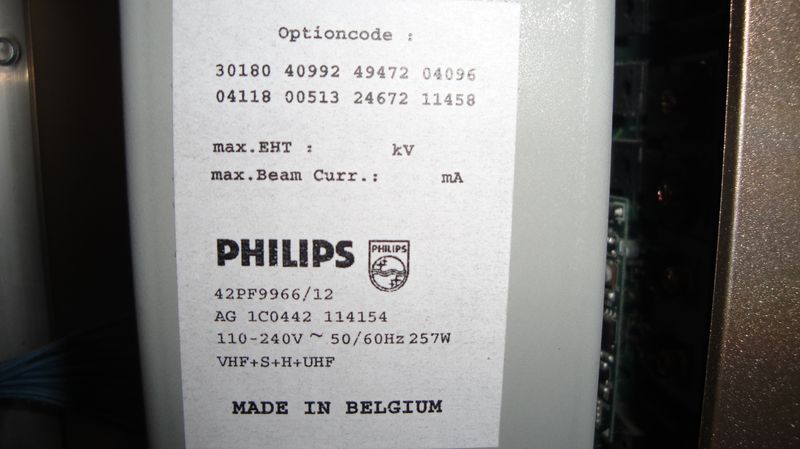 Optioncode :
30180 40992 49472 04096
04118 00513 24672 11458
max.EHT : kV
max.Beam Curr.: mA
PHILIPS PHILIPS
42PF9966/12
AG 1C0442 114154
110-240V ~ 50/60Hz 257W
VHF+S+H+UHF
MADE IN BELGIUM